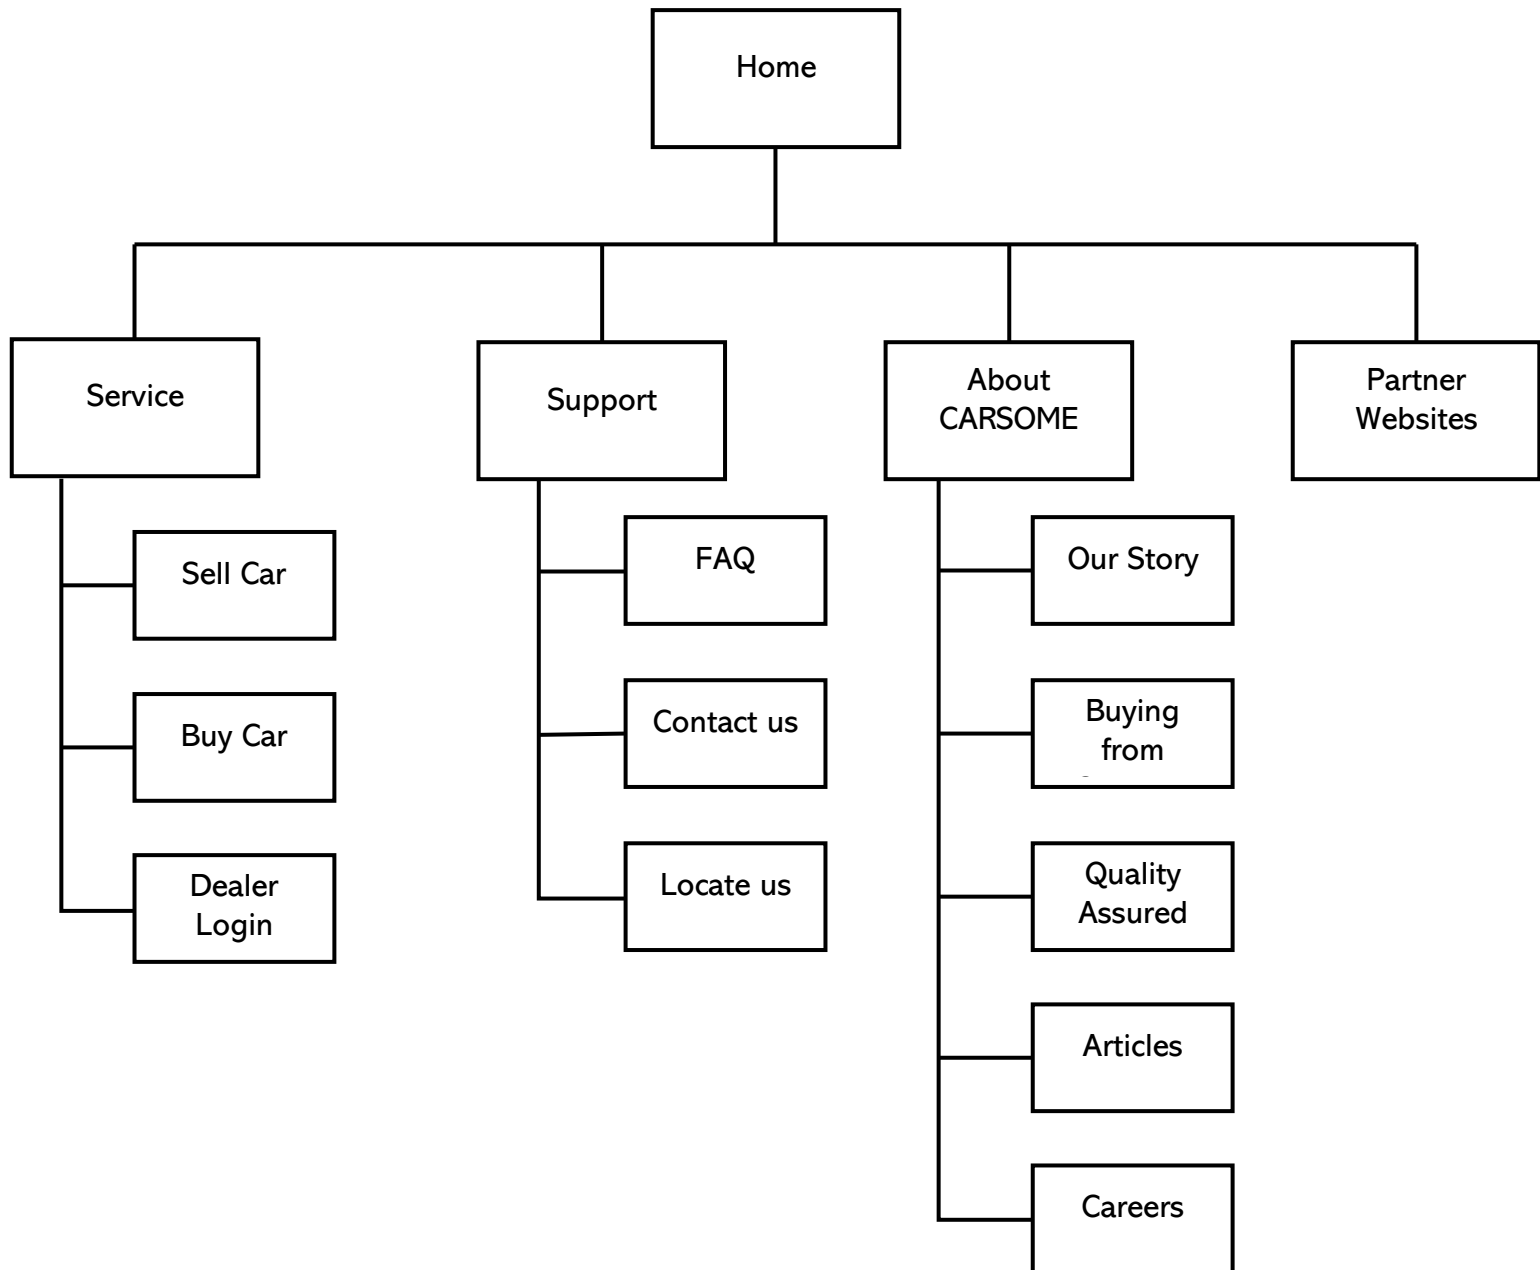 Home
Service
Support
About
CARSOME
Partner
Websites
Sell Car
Buy Car
Dealer
Login
FAQ
Contact us
Locate us
Our Story
Buying
from
Quality
Assured
Articles
Careers